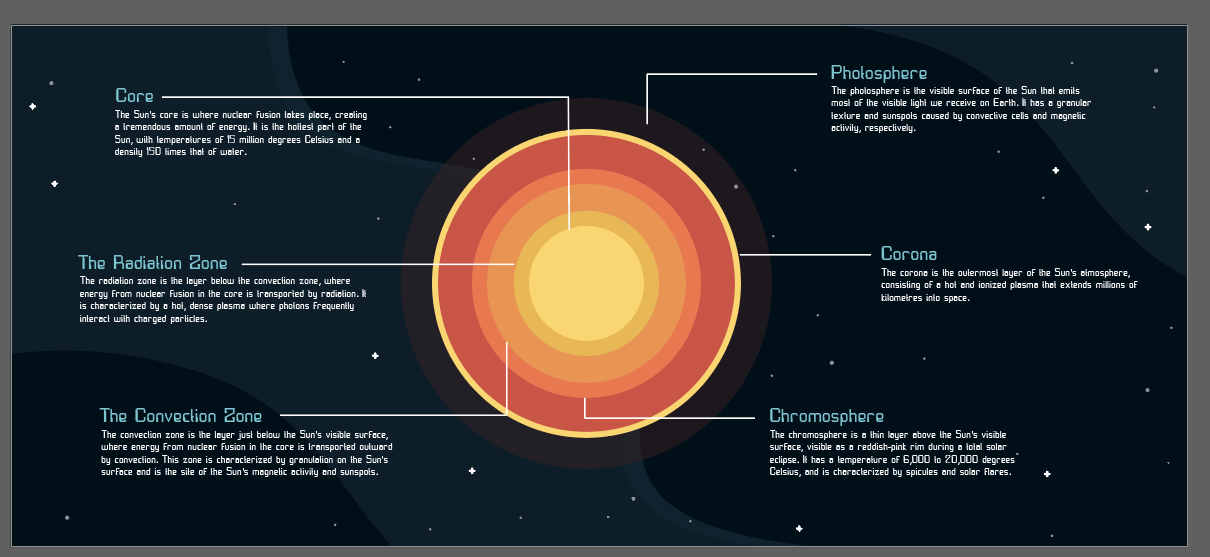 Core
The Sun's core is where nuclear fusion takes place, creating
a tremendous amount of energy. It is the hottest part of the
Sun, with temperatures of 15 million degrees Celsius and a
density 150 times that of water.
The Radiation Zone
The radiation zone is the layer below the convection zone, where
energy from nuclear fusion in the core is transported by radiation. It
is characterized by a hot, dense plasma where photons frequently
interact with charged particles.
The Convection Zone
The convection zone is the layer just below the Sun's visible surface,
where energy from nuclear fusion in the core is transported outward
by convection. This zone is characterized by granulation on the Sun's
surface and is the site of the Sun's magnetic activity and sunspots.
Photosphere
The photosphere is the visible surface of the Sun that emits
most of the visible light we receive on Earth. It has a granular
texture and sunspots caused by convective cells and magnetic
activity, respectively.
Corona
The corona is the outermost layer of the Sun's atmosphere,
consisting of a hot and ionized plasma that extends millions of
kilometres into space.
Chromosphere
The chromosphere is a thin layer above the Sun's visible
surface, visible as a reddish-pink rim during a total solar
eclipse. It has a temperature of 6,000 to 20,000 degrees
Celsius, and is characterized by spicules and solar flares.